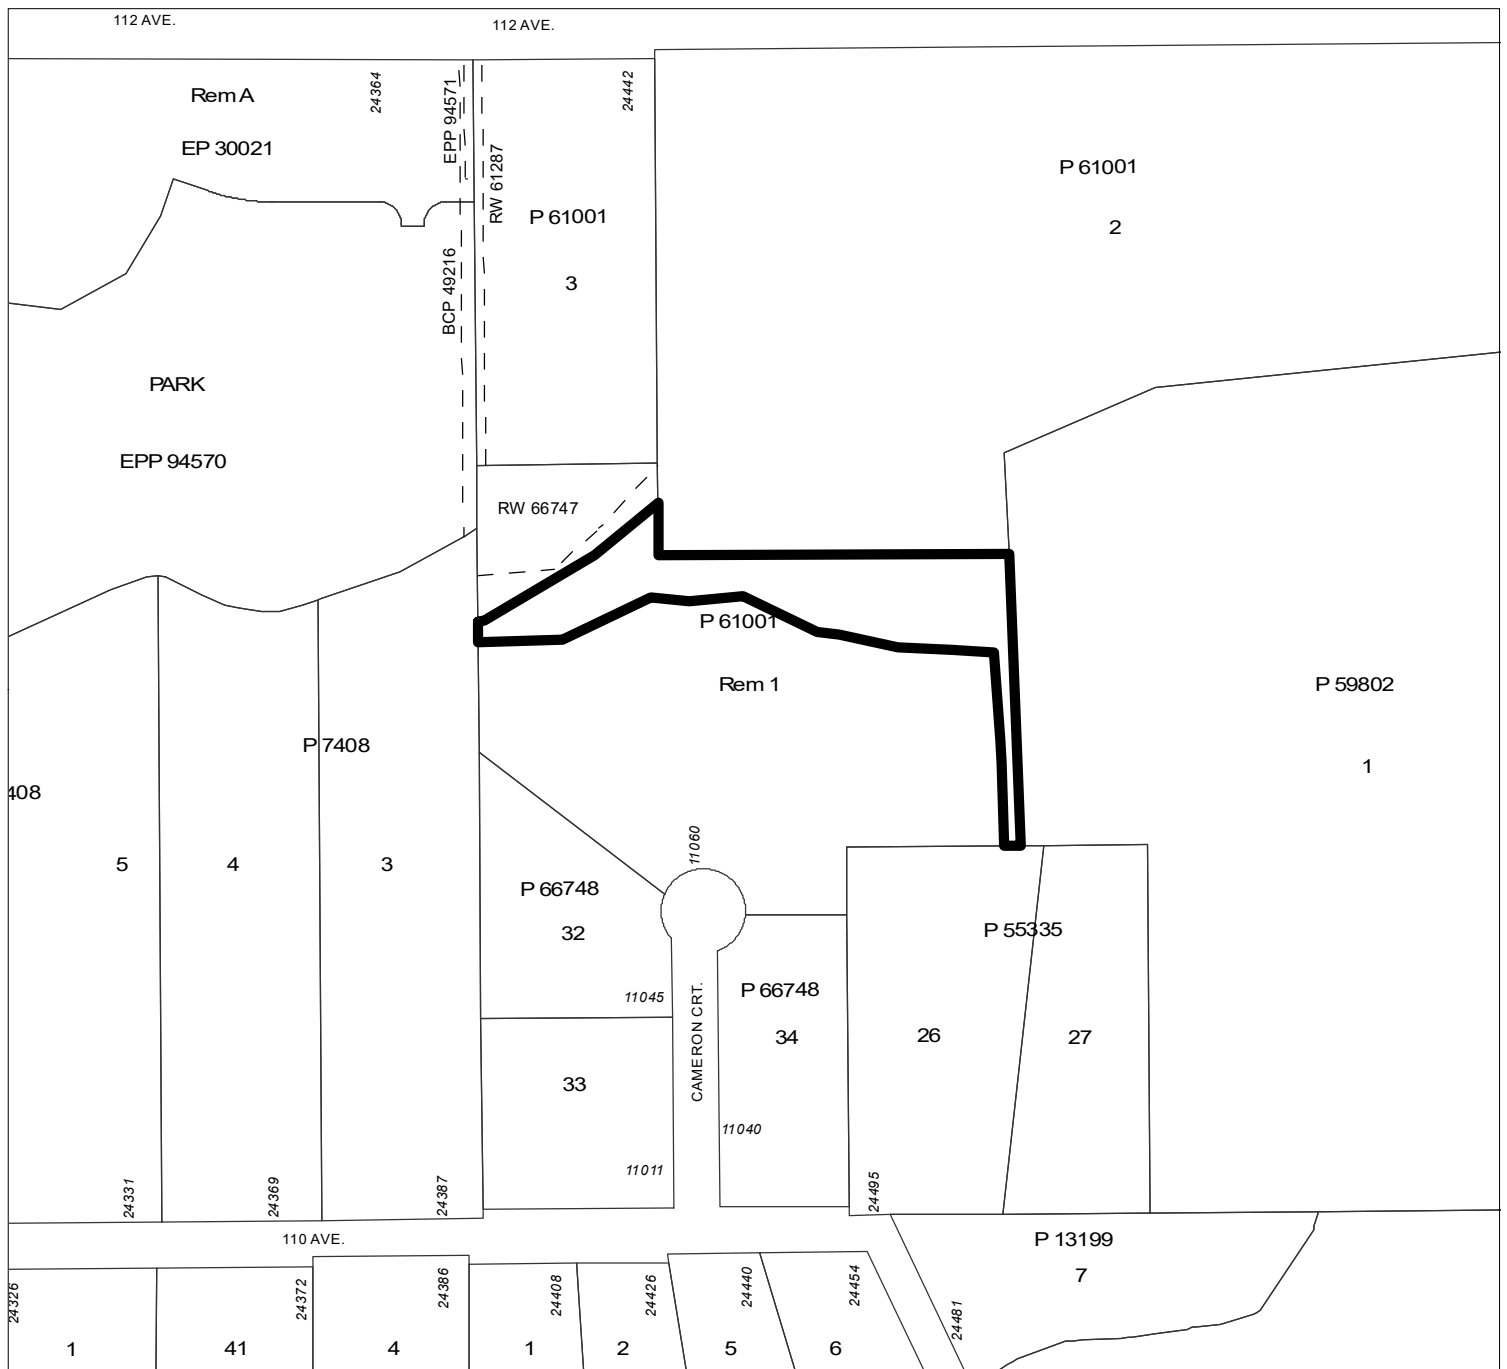 112 AVE.
112 AVE.
Rem A
24364
EP 30021
EPP 94571
RW 61287
24442
P 61001
3
P 61001
2
BCP 49216
PARK
EPP 94570
RW 66747
P 61001
Rem 1
P 59802
1
P 7408
408
5
4
3
11060
P 66748
32
11045
P 55335
P 66748
34
26
27
CAMERON CRT.
33
11040
11011
24331
24369
24387
24495
110 AVE.
P 13199
7
24326
24372
24386
24408
24426
24440
24454
24481
1
41
4
1
2
5
6